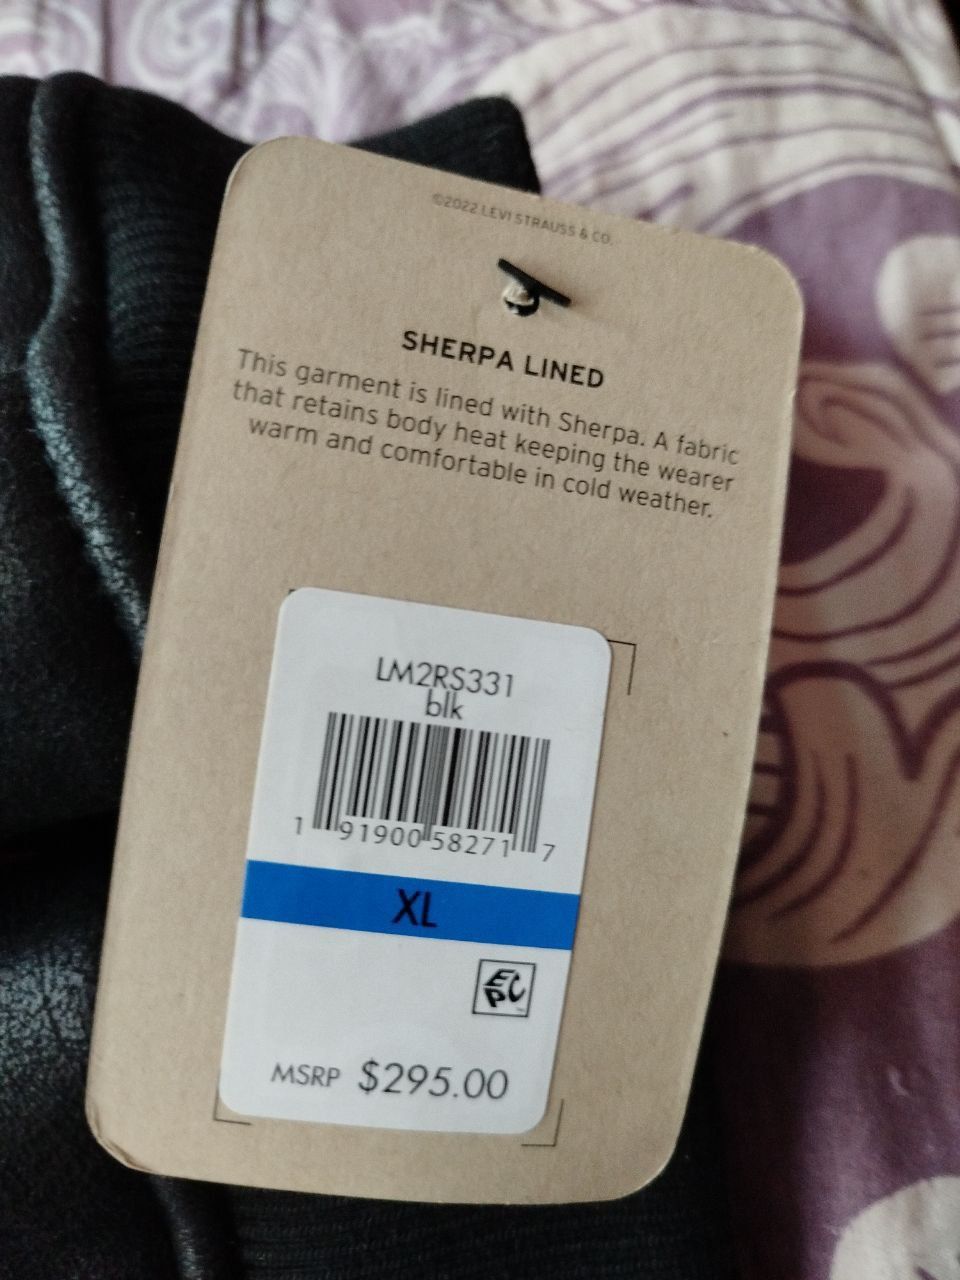 ©2022 LEVI STRAUSS & CO.
SHERPA LINED
This garment is lined with Sherpa. A fabric
that retains body heat keeping the wearer
warm and comfortable in cold weather.
LM2RS331
blk
1 91900 58271 7
XL
EPC
MSRP $295.00